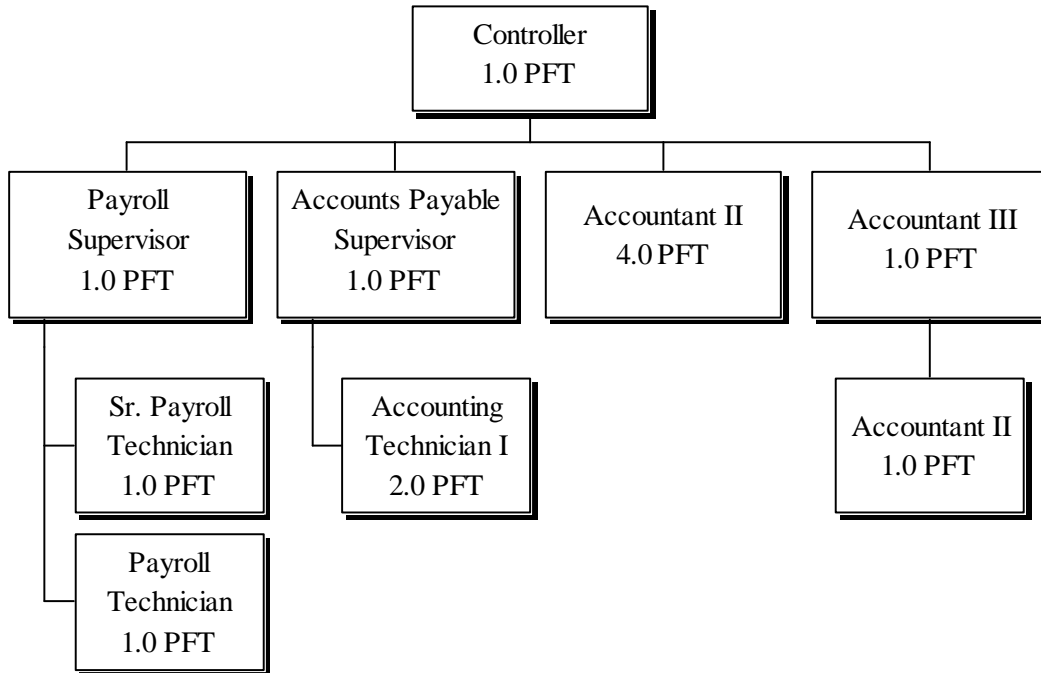 Controller
1.0 PFT
Payroll
Supervisor
1.0 PFT
Accounts Payable
Supervisor
1.0 PFT
Accountant II
4.0 PFT
Accountant III
1.0 PFT
Sr. Payroll
Technician
1.0 PFT
Accounting
Technician I
2.0 PFT
Accountant II
1.0 PFT
Payroll
Technician
1.0 PFT